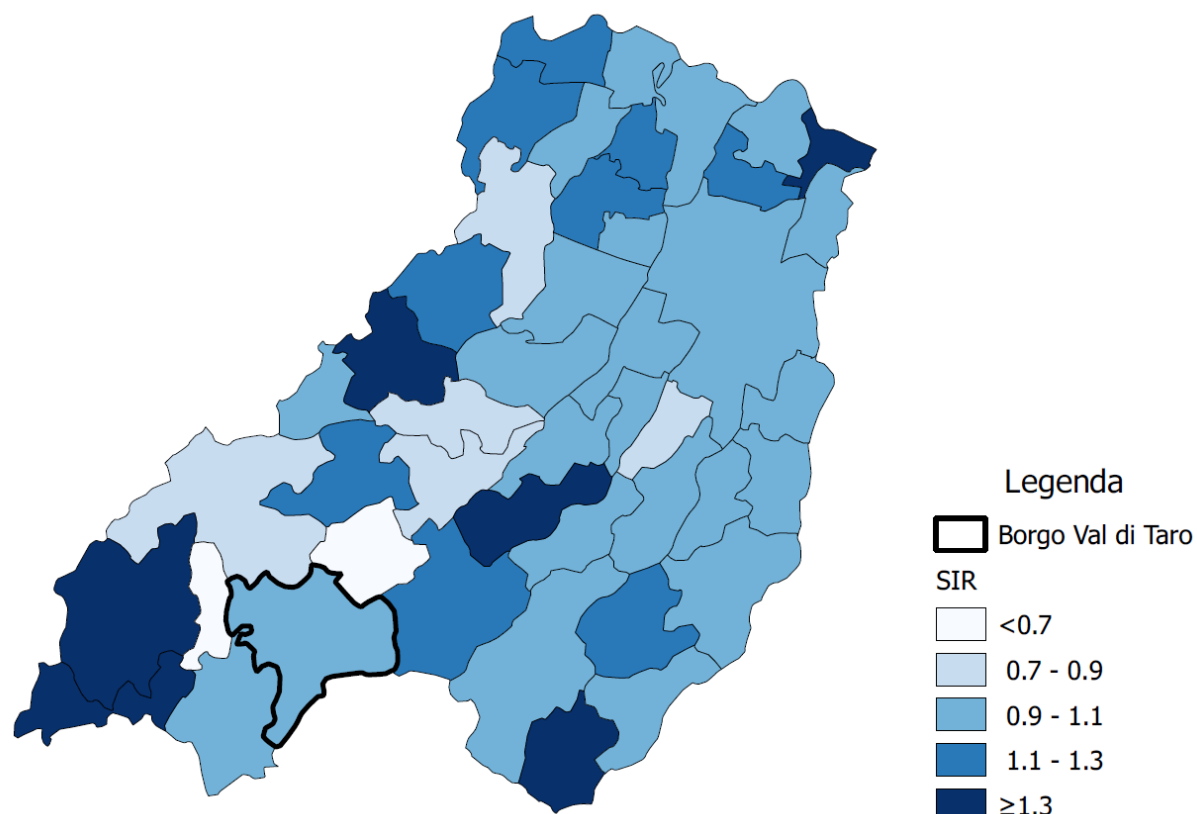 Legenda
Borgo Val di Taro
SIR
<0.7
0.7 - 0.9
0.9 - 1.1
1.1 - 1.3
≥1.3